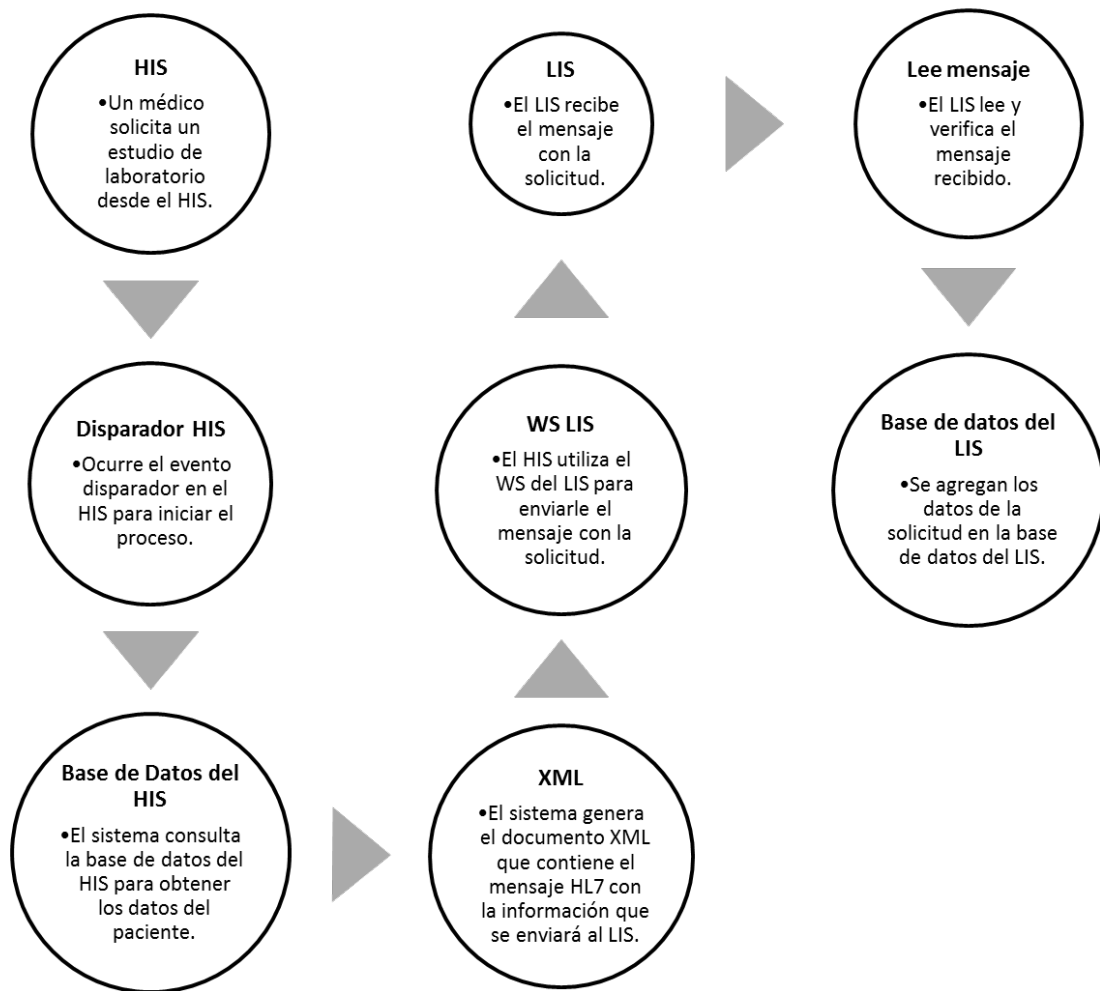 HIS
•Un médico
solicita un
estudio de
laboratorio
desde el HIS.
Disparador HIS
•Ocurre el evento
disparador en el
HIS para iniciar el
proceso.
Base de Datos del
HIS
•El sistema consulta
la base de datos del
HIS para obtener
los datos del
paciente.
XML
•El sistema genera
el documento XML
que contiene el
mensaje HL7 con
la información que
se enviará al LIS.
WS LIS
•El HIS utiliza el
WS del LIS para
enviarle el
mensaje con la
solicitud.
LIS
•El LIS recibe
el mensaje
con la
solicitud.
Lee mensaje
•El LIS lee y
verifica el
mensaje
recibido.
Base de datos del
LIS
•Se agregan los
datos de la
solicitud en la base
de datos del LIS.